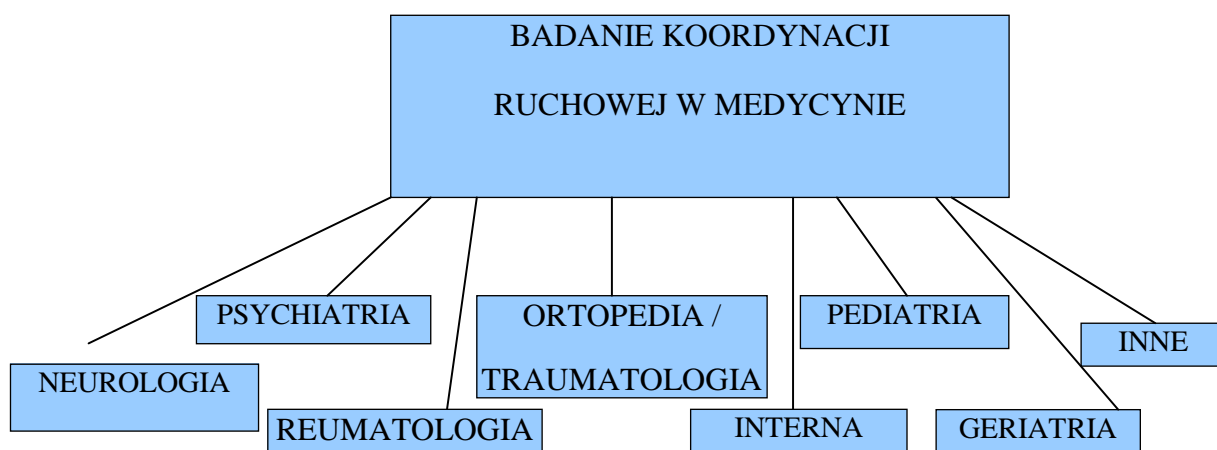 BADANIE KOORDYNACJI
RUCHOWEJ W MEDYCYNIE
NEUROLOGIA
PSYCHIATRIA
REUMATOLOGIA
ORTOPEDIA /
TRAUMATOLOGIA
INTERNA
PEDIATRIA
GERIATRIA
INNE